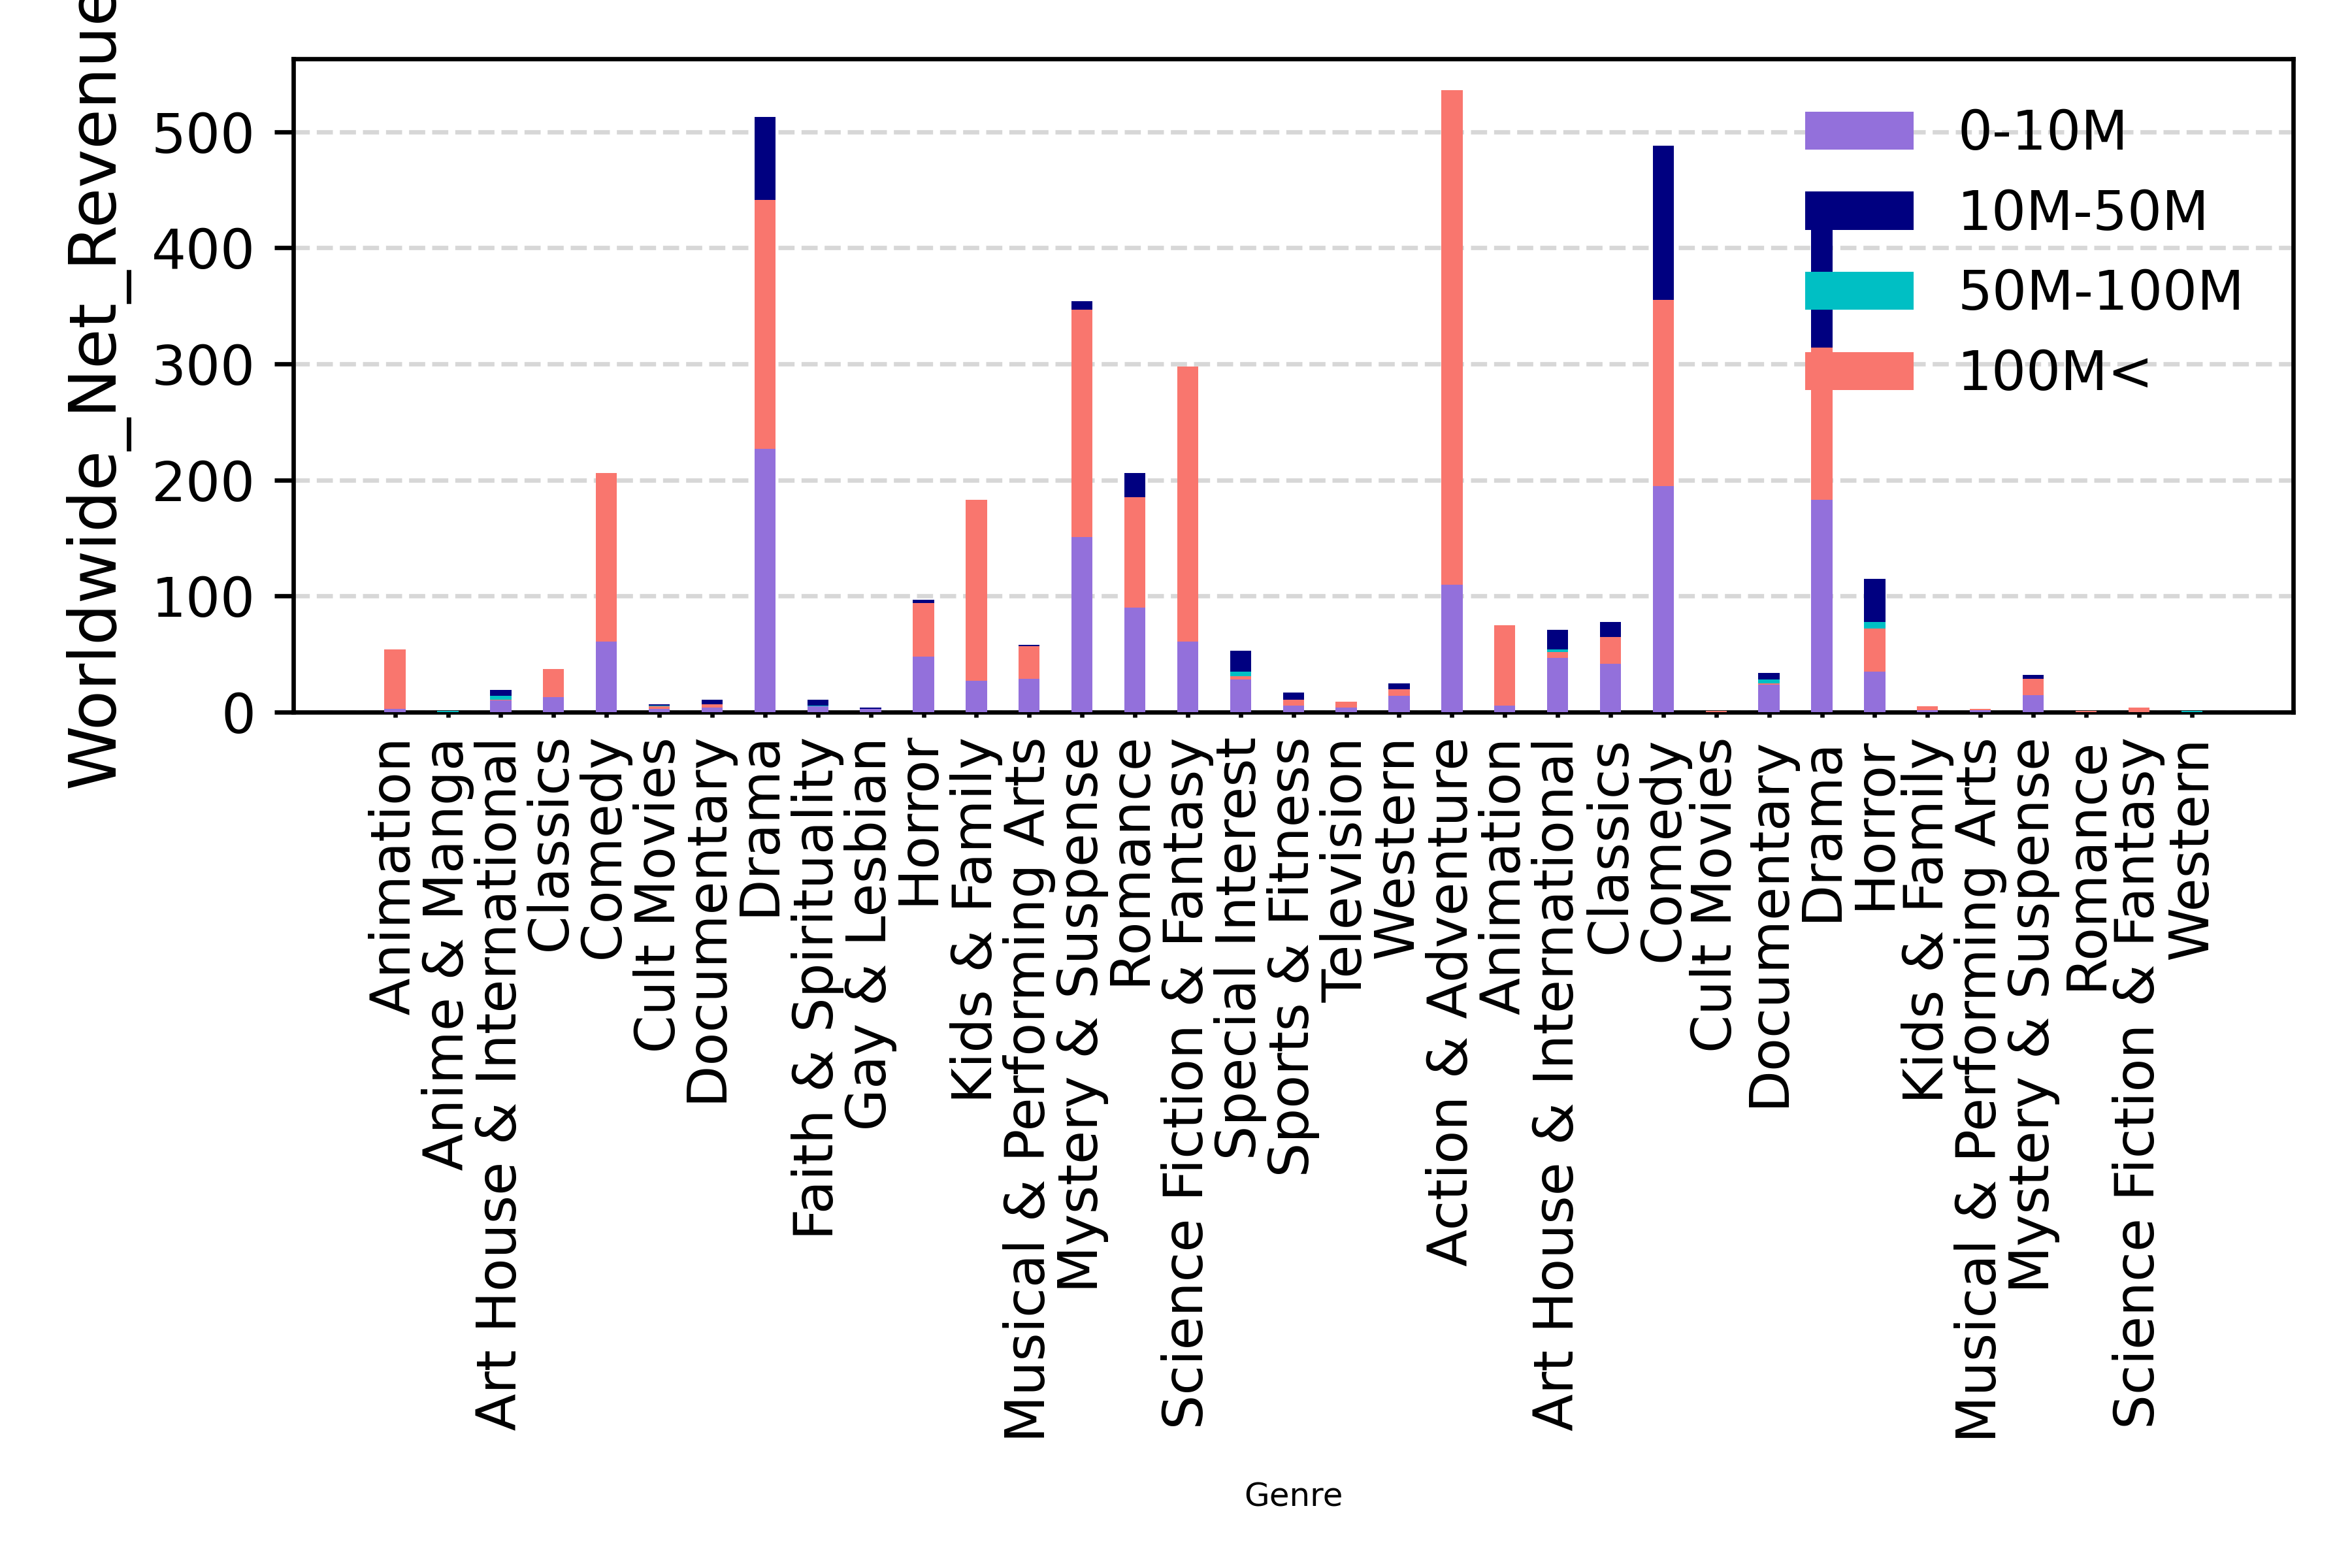 Worldwide_Net_Revenue
500
400
300
200
100
0
0-10M
10M-50M
50M-100M
100M<
Animation
Anime & Manga
Art House & International
Classics
Comedy
Cult Movies
Documentary
Drama
Faith & Spirituality
Gay & Lesbian
Horror
Kids & Family
Musical & Performing Arts
Mystery & Suspense
Romance
Science Fiction & Fantasy
Special Interest
Sports & Fitness
Television
Western
Action & Adventure
Animation
Art House & International
Classics
Comedy
Cult Movies
Documentary
Drama
Horror
Kids & Family
Musical & Performing Arts
Mystery & Suspense
Romance
Science Fiction & Fantasy
Western
Genre